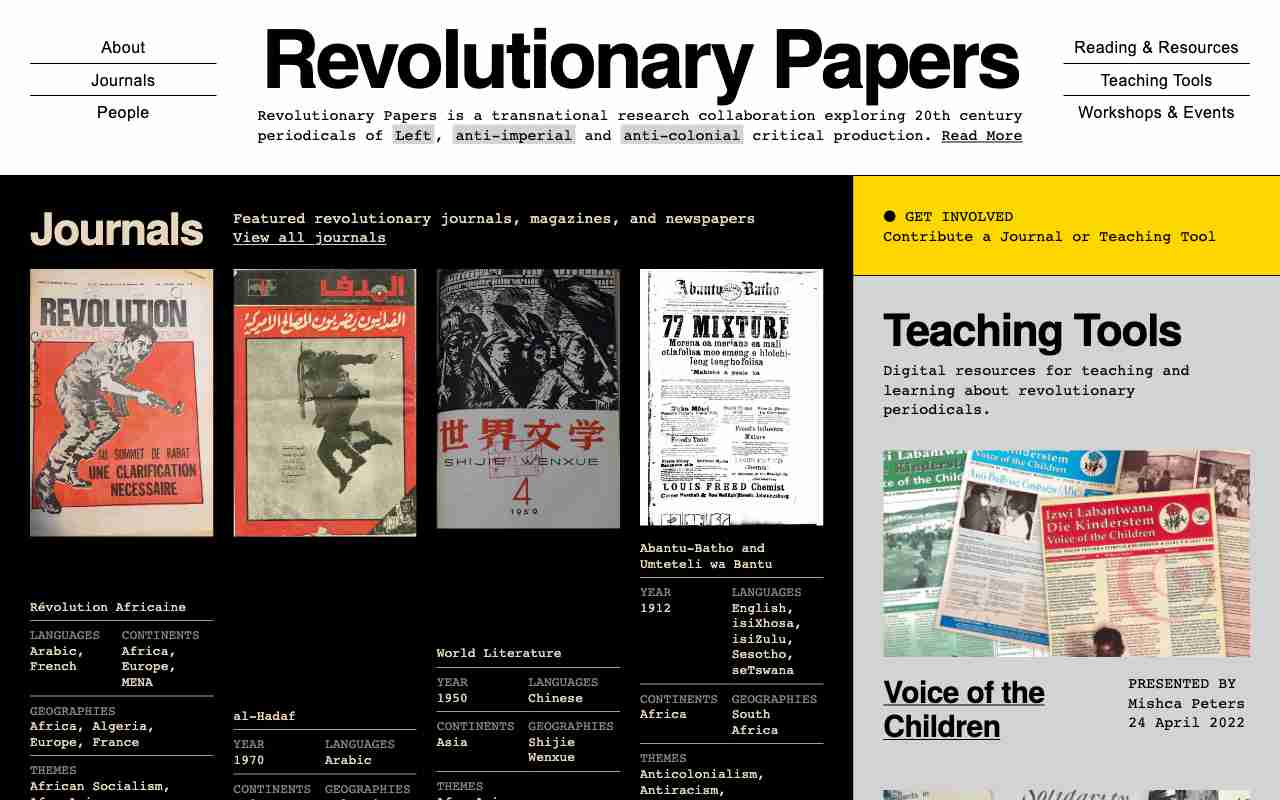 About
Journals
People
Revolutionary Papers
Revolutionary Papers is a transnational research collaboration exploring 20th century
periodicals of Left, anti-imperial and anti-colonial critical production. Read More
Reading & Resources
Teaching Tools
Workshops & Events
Journals
Featured revolutionary journals, magazines, and newspapers
View all journals
REVOLUTION
AU SOMMET DE RABAT
UNE CLARIFICATION
NECESSAIRE
الهدف
الفدائيون يضربون المصالح الاميركية
世界文学
SHIJIE WENXUE
4
1959
Abantu Batho
77 MIXTURE
LOUIS FREED Chemist
Révolution Africaine
LANGUAGES
Arabic,
French
CONTINENTS
Africa,
Europe,
MENA
GEOGRAPHIES
Africa, Algeria,
Europe, France
THEMES
African Socialism,
al-Hadaf
YEAR
1970
LANGUAGES
Arabic
CONTINENTS
GEOGRAPHIES
World Literature
YEAR
1950
LANGUAGES
Chinese
CONTINENTS
Asia
GEOGRAPHIES
Shijie
Wenxue
THEMES
Abantu-Batho and
Umteteli wa Bantu
YEAR
1912
LANGUAGES
English,
isiXhosa,
isiZulu,
Sesotho,
seTswana
CONTINENTS
Africa
GEOGRAPHIES
South
Africa
THEMES
Anticolonialism,
Antiracism,
GET INVOLVED
Contribute a Journal or Teaching Tool
Teaching Tools
Digital resources for teaching and
learning about revolutionary
periodicals.
Izwi Labantwana
Die Kinderstem
Voice of the Children
Voice of the
Children
PRESENTED BY
Mishca Peters
24 April 2022